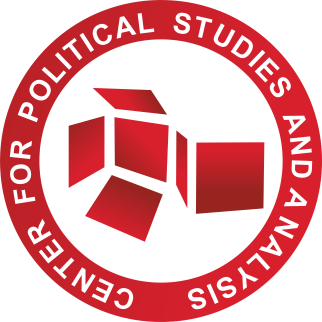 CENTER FOR POLITICAL STUDIES AND ANALYSIS